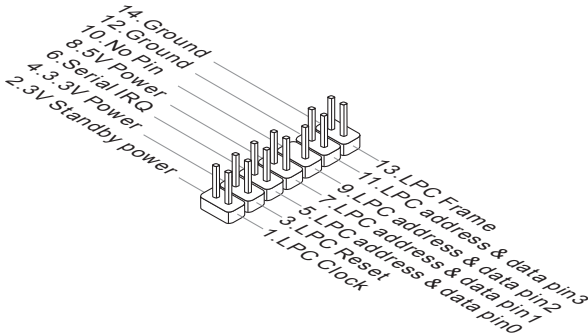 14.Ground
12.Ground
10.No Pin
8.5V Power
6.Serial IRQ
4.3.3V Power
2.3V Standby power
13.LPC Frame
11.LPC address & data pin3
9.LPC address & data pin2
7.LPC address & data pin1
5.LPC address & data pin0
3.LPC Reset
1.LPC Clock